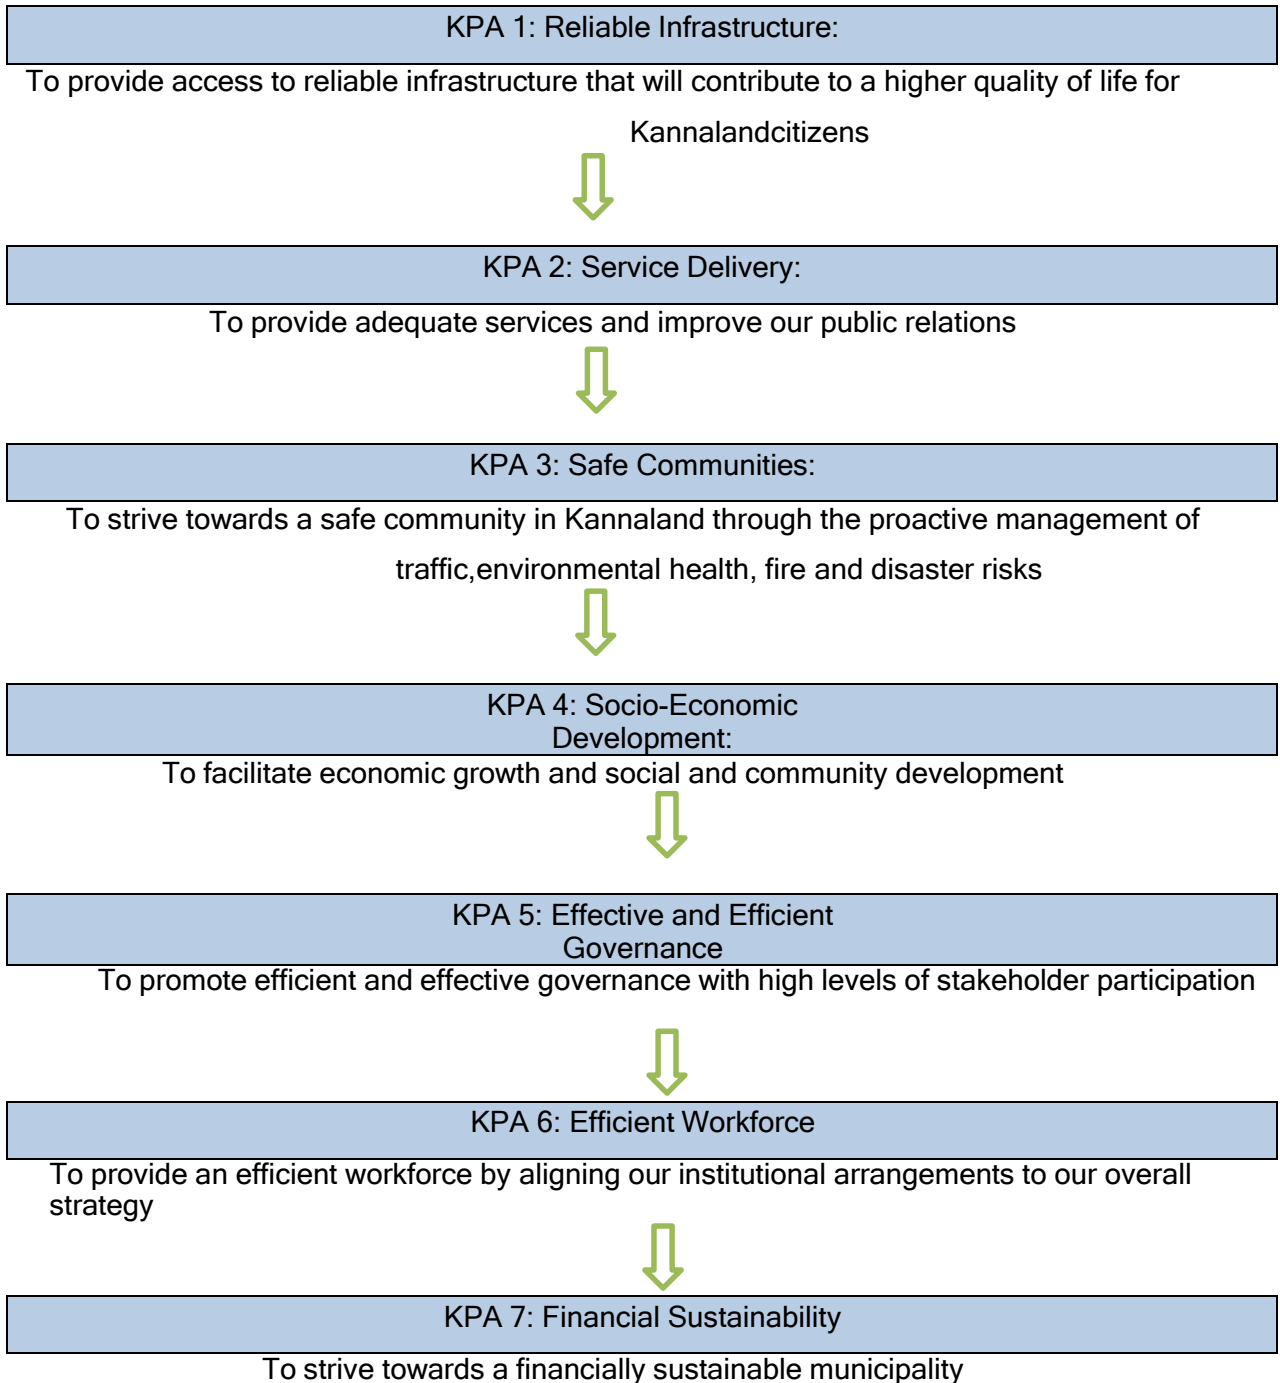 KPA 1: Reliable Infrastructure:
To provide access to reliable infrastructure that will contribute to a higher quality of life for
Kannalandcitizens
KPA 2: Service Delivery:
To provide adequate services and improve our public relations
KPA 3: Safe Communities:
To strive towards a safe community in Kannaland through the proactive management of
traffic,environmental health, fire and disaster risks
KPA 4: Socio-Economic
Development:
To facilitate economic growth and social and community development
KPA 5: Effective and Efficient
Governance
To promote efficient and effective governance with high levels of stakeholder participation
KPA 6: Efficient Workforce
To provide an efficient workforce by aligning our institutional arrangements to our overall
strategy
KPA 7: Financial Sustainability
To strive towards a financially sustainable municipality